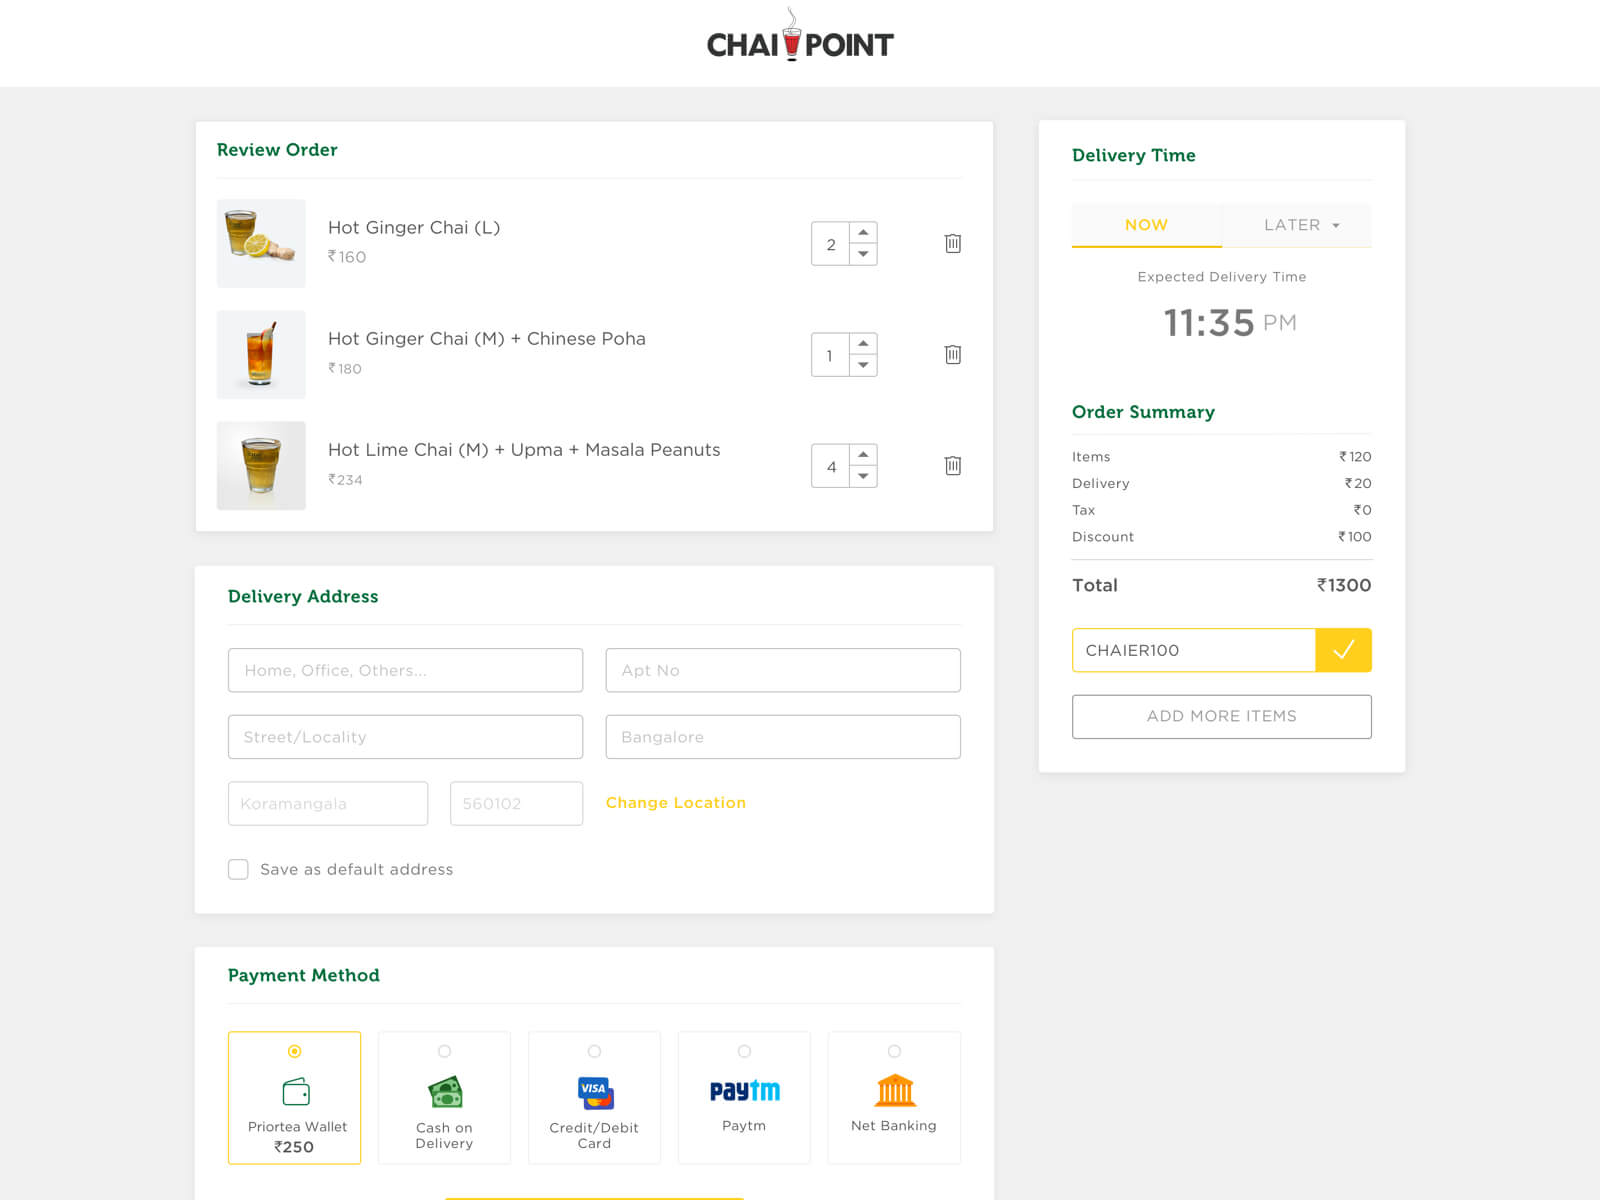 CHAI POINT
Review Order
Hot Ginger Chai (L)
₹160
2
Hot Ginger Chai (M) + Chinese Poha
₹180
1
Hot Lime Chai (M) + Upma + Masala Peanuts
₹234
4
Delivery Address
Home, Office, Others...
Apt No
Street/Locality
Bangalore
Koramangala
560102
Change Location
Save as default address
Payment Method
Priortea Wallet
₹250
Cash on
Delivery
VISA
Credit/Debit
Card
paytm
Paytm
Net Banking
Delivery Time
NOW
LATER
Expected Delivery Time
11:35 PM
Order Summary
Items ₹120
Delivery ₹20
Tax ₹0
Discount ₹100
Total ₹1300
CHAIER100
ADD MORE ITEMS